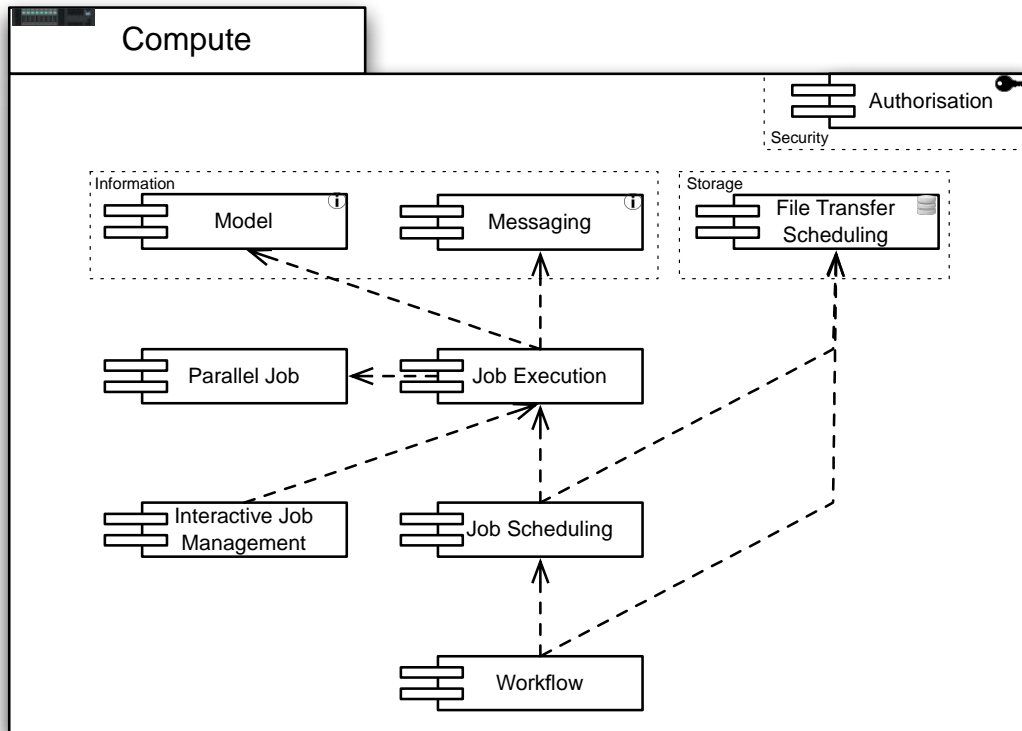 Compute
Authorisation
Security
Information
Storage
Model
Messaging
File Transfer
Scheduling
Parallel Job
Job Execution
Interactive Job
Management
Job Scheduling
Workflow